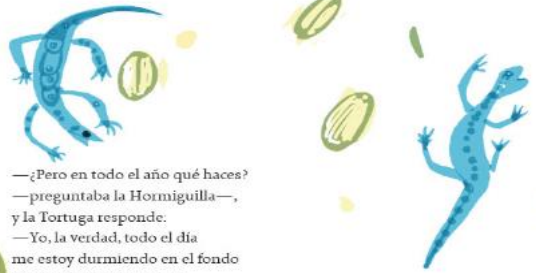 —¿Pero en todo el año qué haces?
—preguntaba la Hormiguilla—,
y la Tortuga responde:
—Yo, la verdad, todo el día
me estoy durmiendo en el fondo